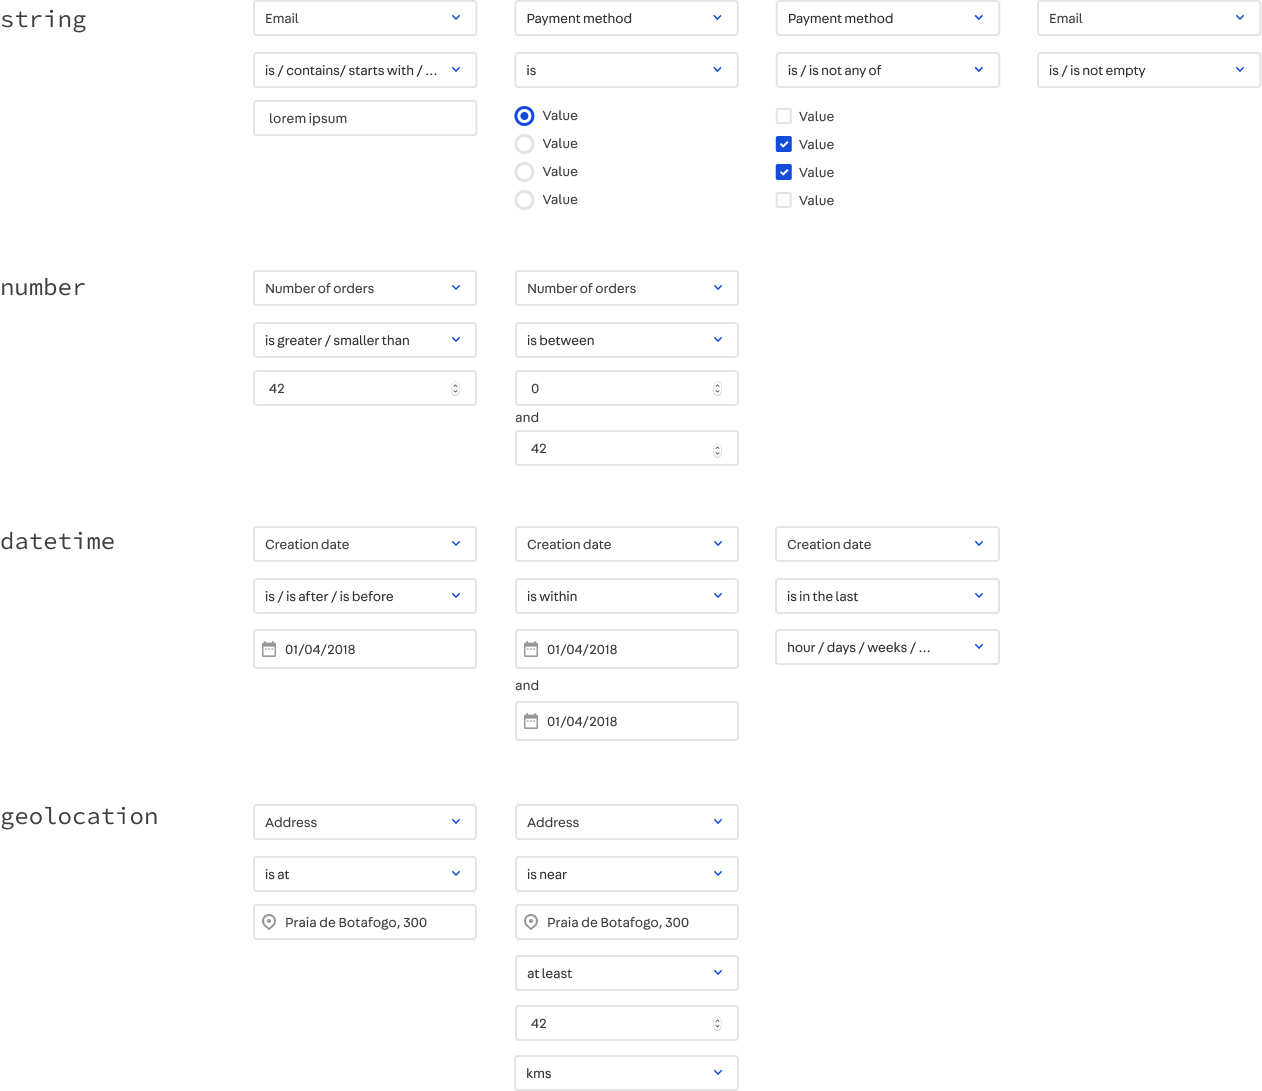 string
Email
is / contains/ starts with / ...
lorem ipsum
Payment method
is
Value
Value
Value
Value
Payment method
is / is not any of
Value
Value
Value
Value
Email
is / is not empty
number
Number of orders
is greater / smaller than
42
Number of orders
is between
0
and
42
datetime
Creation date
is / is after / is before
01/04/2018
Creation date
is within
01/04/2018
and
01/04/2018
Creation date
is in the last
hour / days / weeks / ...
geolocation
Address
is at
Praia de Botafogo, 300
Address
is near
Praia de Botafogo, 300
at least
42
kms